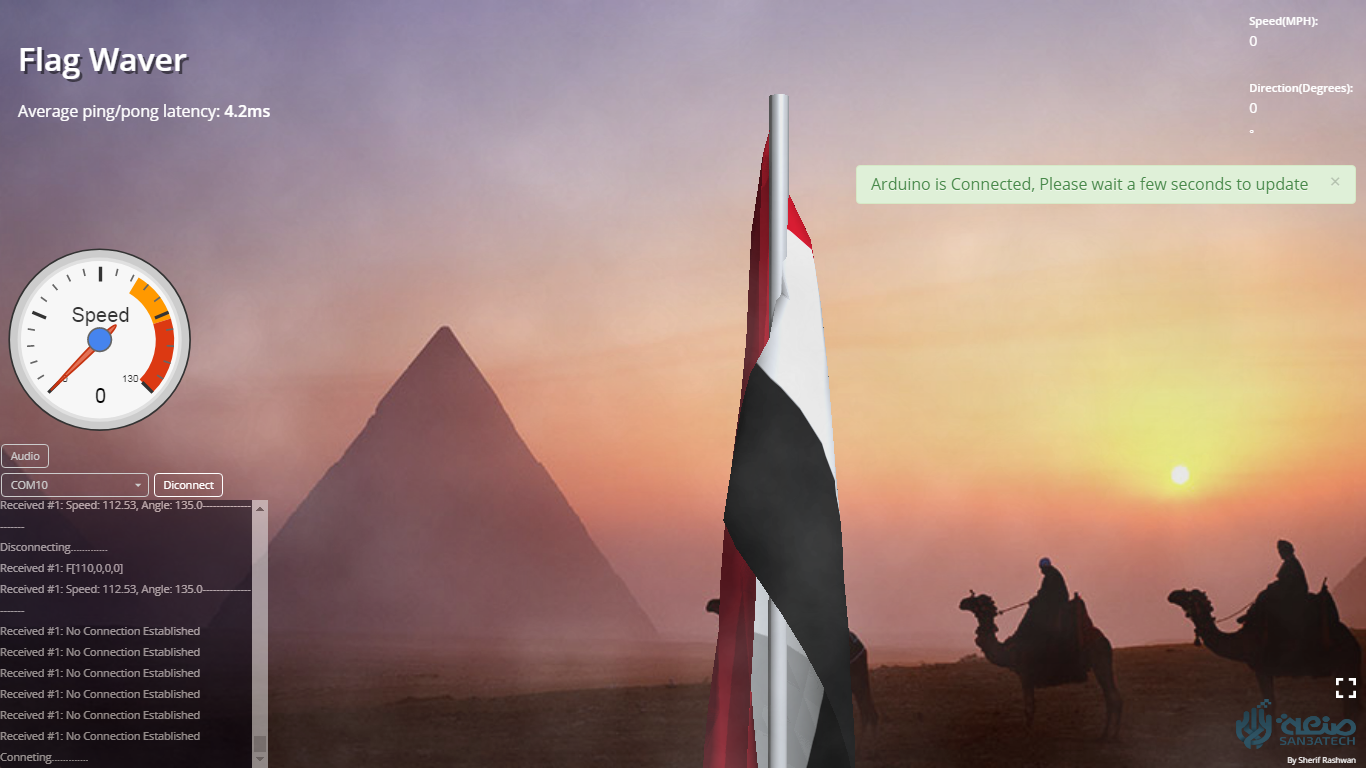 Flag Waver
Average ping/pong latency: 4.2ms
Speed(MPH):
0
Direction(Degrees):
0
°
Arduino is Connected, Please wait a few seconds to update ×
Speed
0
130
0
Audio
COM10
Diconnect
Received #1: Speed: 112.53, Angle: 135.0---------------
-------
Disconnecting............
Received #1: F[110,0,0,0]
Received #1: Speed: 112.53, Angle: 135.0---------------
-------
Received #1: No Connection Established
Received #1: No Connection Established
Received #1: No Connection Established
Received #1: No Connection Established
Received #1: No Connection Established
Received #1: No Connection Established
Conneting............
صنعة
SAN3ATECH
By Sherif Rashwan